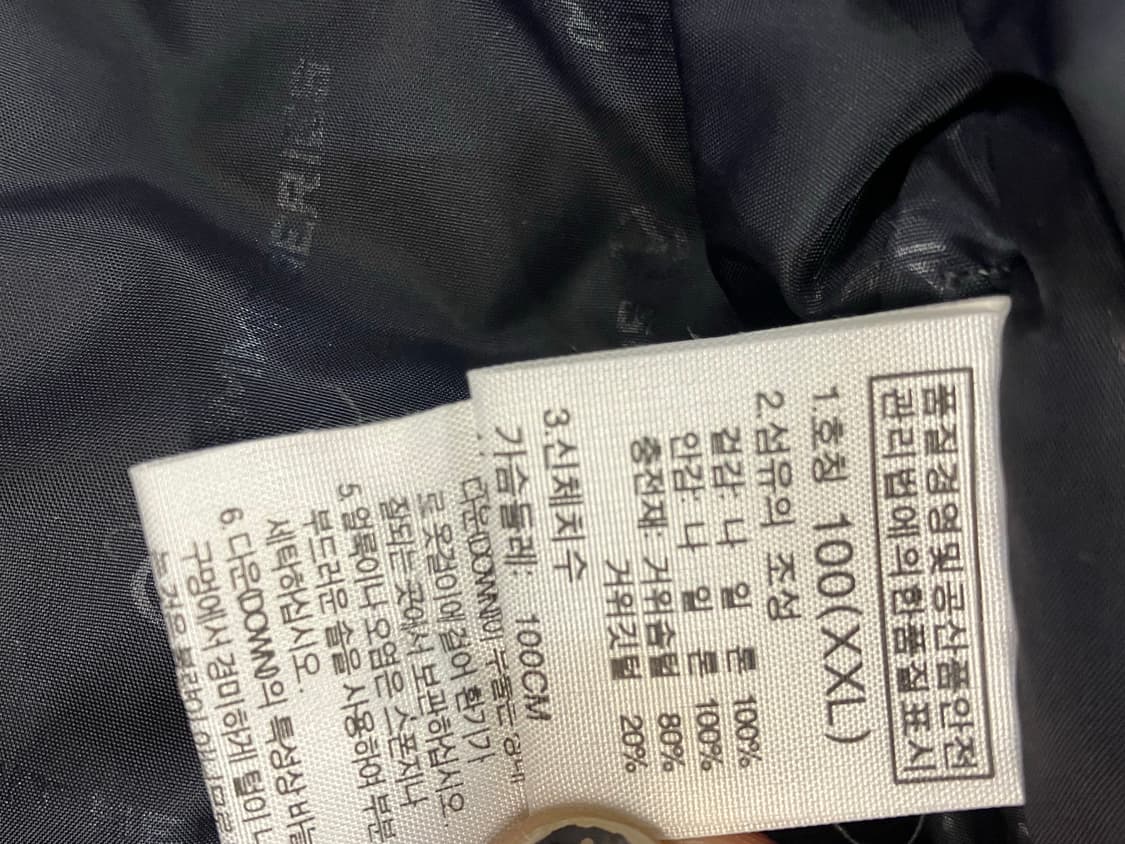 품질경영및공산품안전
관리법에의한품질표시
1.호칭 100(XXL)
2.섬유의 조성
겉감: 나 일 론 100%
안감: 나 일 론 100%
충전재: 거위솜털 80%
거위깃털 20%
3.신체치수
가슴둘레: 100CM
다운(DOWN)이 부풀는
로 옷걸이에 걸어 한기가
잘되는 곳에서 보관하십시오.
5.얼룩이나 오염은 스폰지나
부드러운 솔을 사용하여 부분
세탁하십시오.
6.다운(DOWN)의 특성상 바늘
구멍에서 경미하게 털이
ERIES